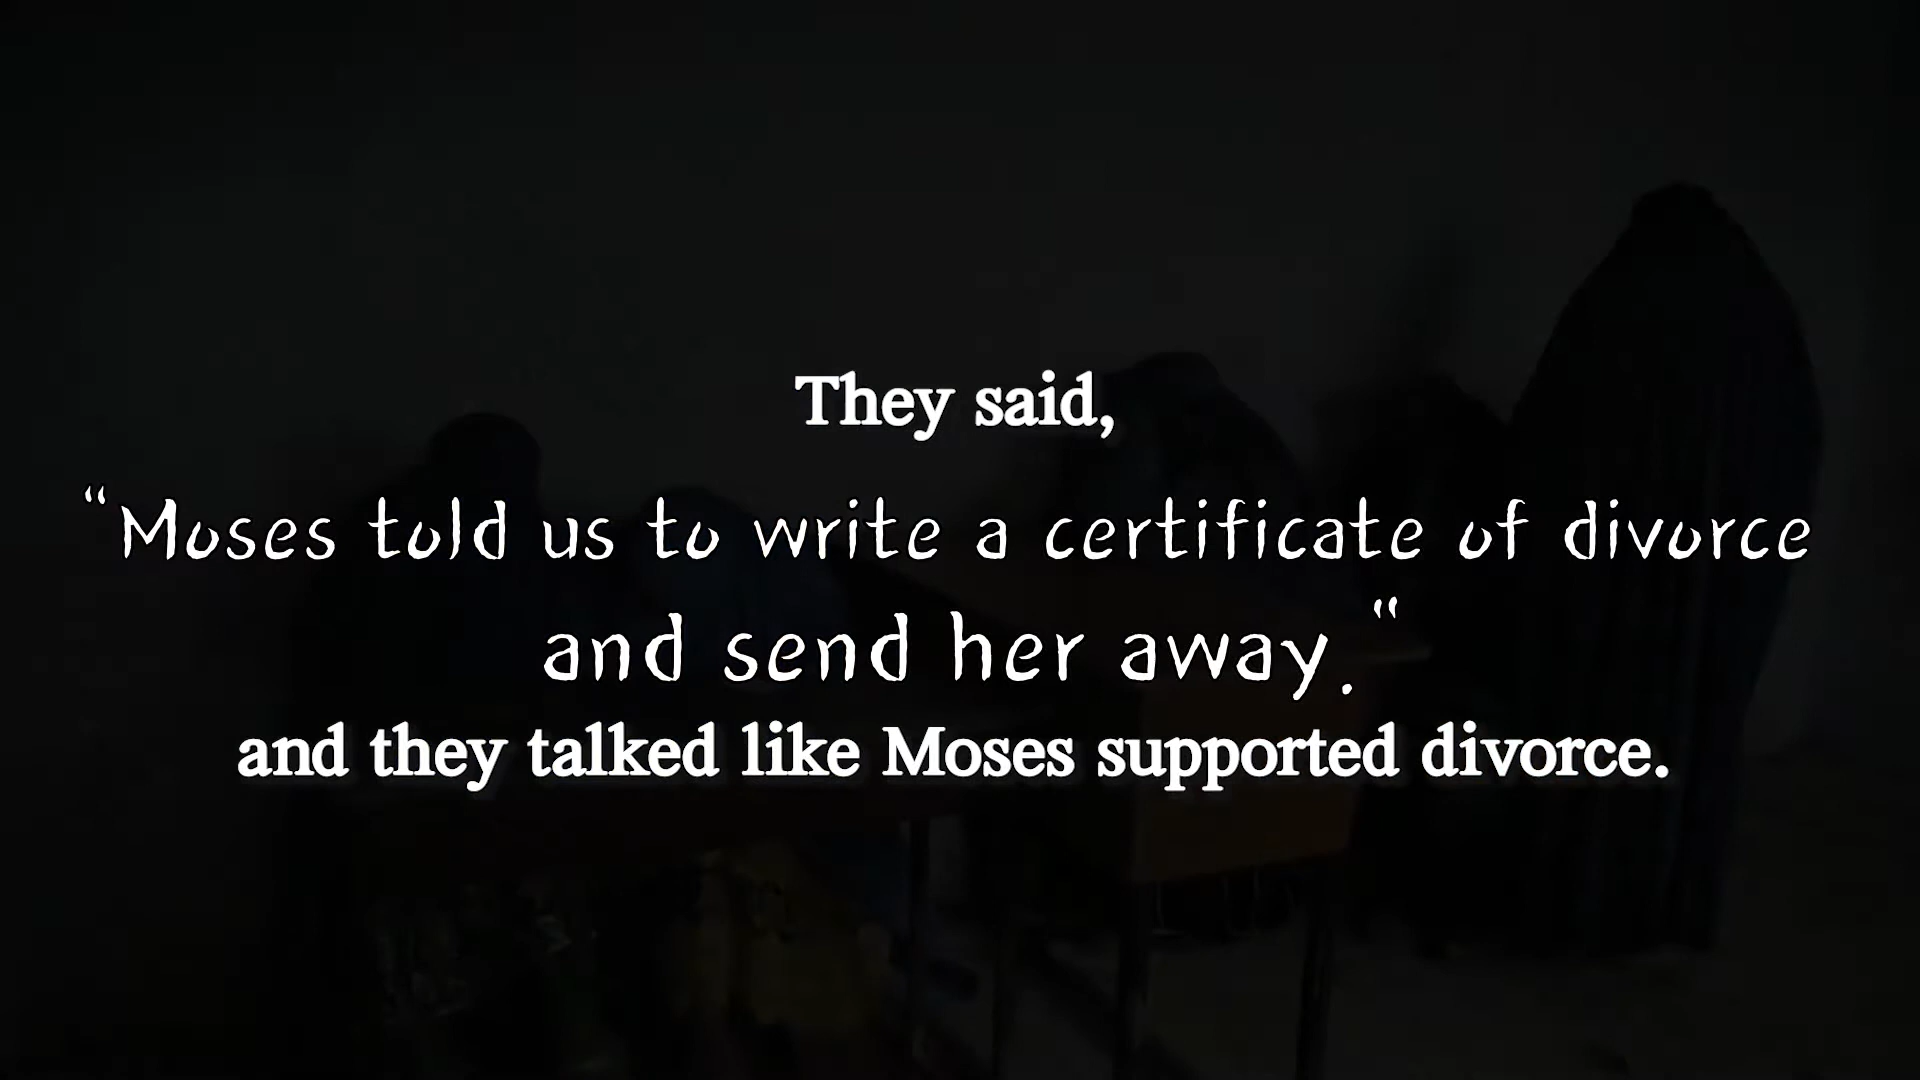 They said,
“Moses told us to write a certificate of divorce
and send her away.“
and they talked like Moses supported divorce.